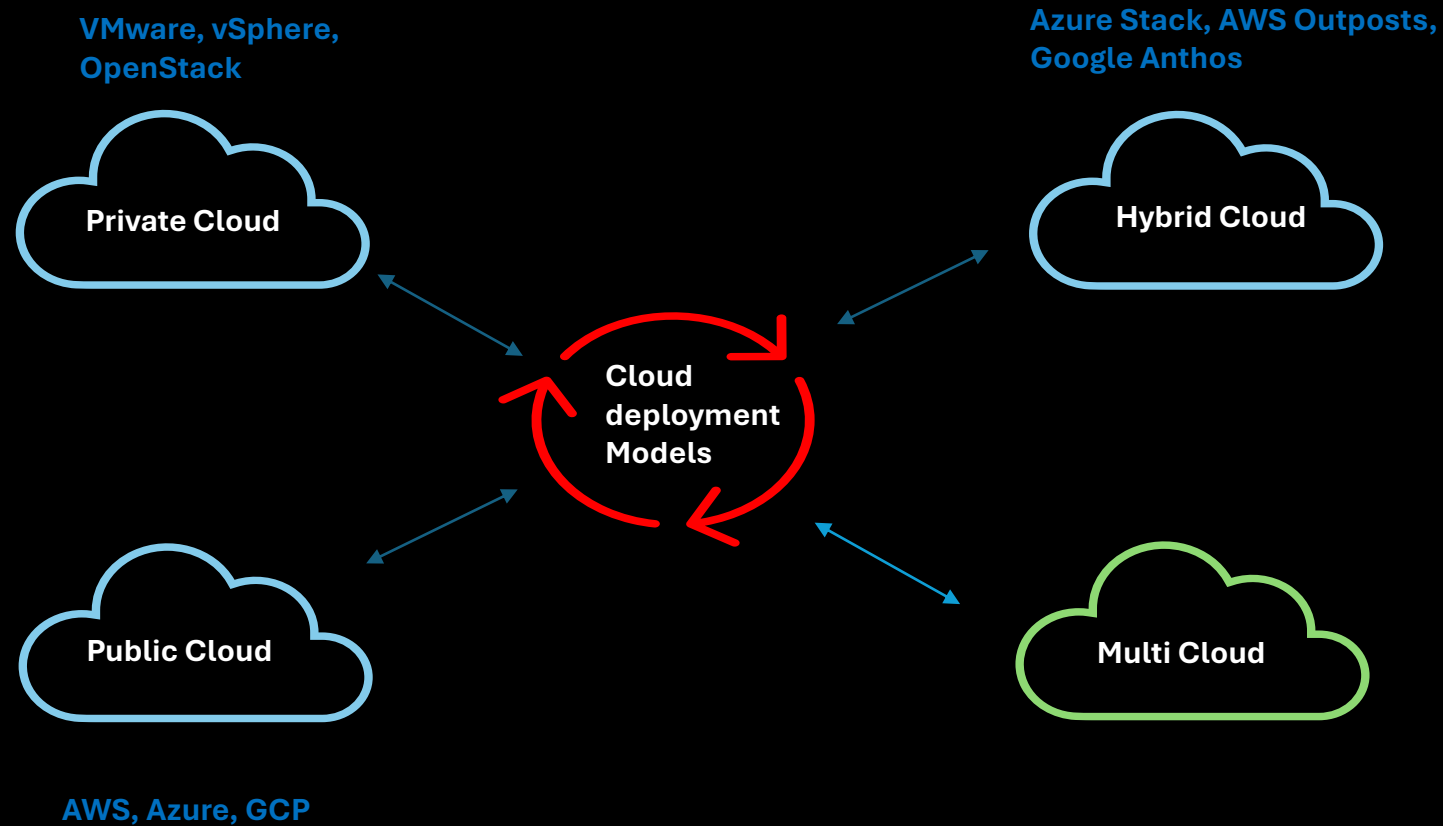 VMware, vSphere,
OpenStack
Azure Stack, AWS Outposts,
Google Anthos
Private Cloud
Hybrid Cloud
Cloud
deployment
Models
Public Cloud
Multi Cloud
AWS, Azure, GCP